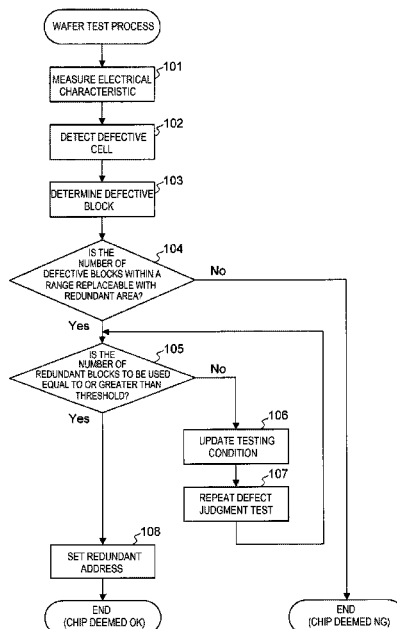 WAFER TEST PROCESS
101
MEASURE ELECTRICAL
CHARACTERISTIC
102
DETECT DEFECTIVE
CELL
103
DETERMINE DEFECTIVE
BLOCK
104
IS THE
NUMBER OF
DEFECTIVE BLOCKS WITHIN A
RANGE REPLACEABLE WITH
REDUNDANT AREA?
No
Yes
105
IS THE
NUMBER OF
REDUNDANT BLOCKS TO BE USED
EQUAL TO OR GREATER THAN
THRESHOLD?
No
Yes
106
UPDATE TESTING
CONDITION
107
REPEAT DEFECT
JUDGMENT TEST
108
SET REDUNDANT
ADDRESS
END
(CHIP DEEMED OK)
END
(CHIP DEEMED NG)